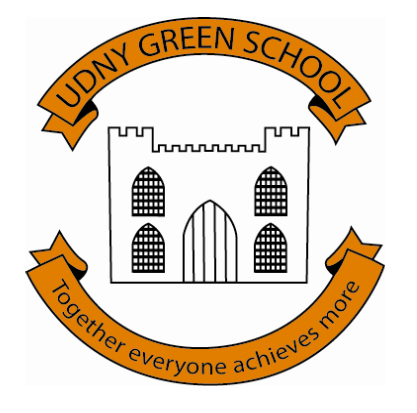 UDNY GREEN SCHOOL
Together everyone achieves more